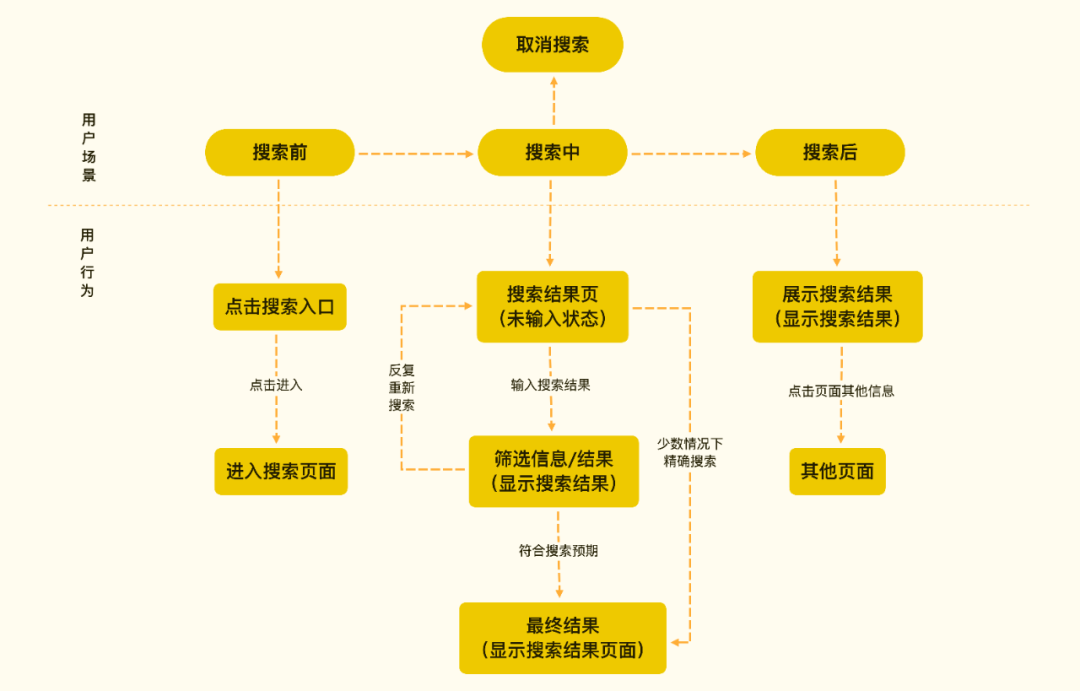 取消搜索
用户场景
搜索前
搜索中
搜索后
用户行为
点击搜索入口
搜索结果页
（未输入状态）
展示搜索结果
（显示搜索结果）
点击进入
反复
重新
搜索
输入搜索结果
点击页面其他信息
少数情况下
精确搜索
进入搜索页面
筛选信息/结果
（显示搜索结果）
其他页面
符合搜索预期
最终结果
（显示搜索结果页面）